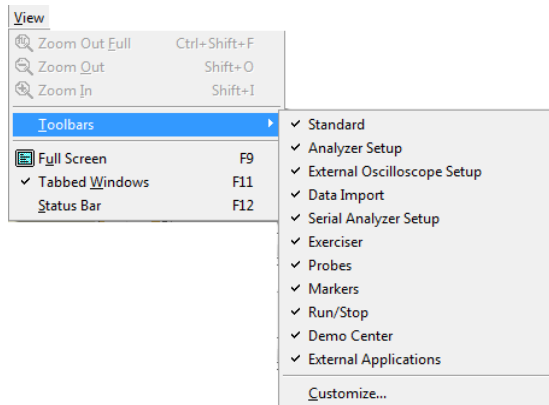 View
Zoom Out Full Ctrl+Shift+F
Zoom Out Shift+O
Zoom In Shift+I
Toolbars
Full Screen F9
Tabbed Windows F11
Status Bar F12
Standard
Analyzer Setup
External Oscilloscope Setup
Data Import
Serial Analyzer Setup
Exerciser
Probes
Markers
Run/Stop
Demo Center
External Applications
Customize...